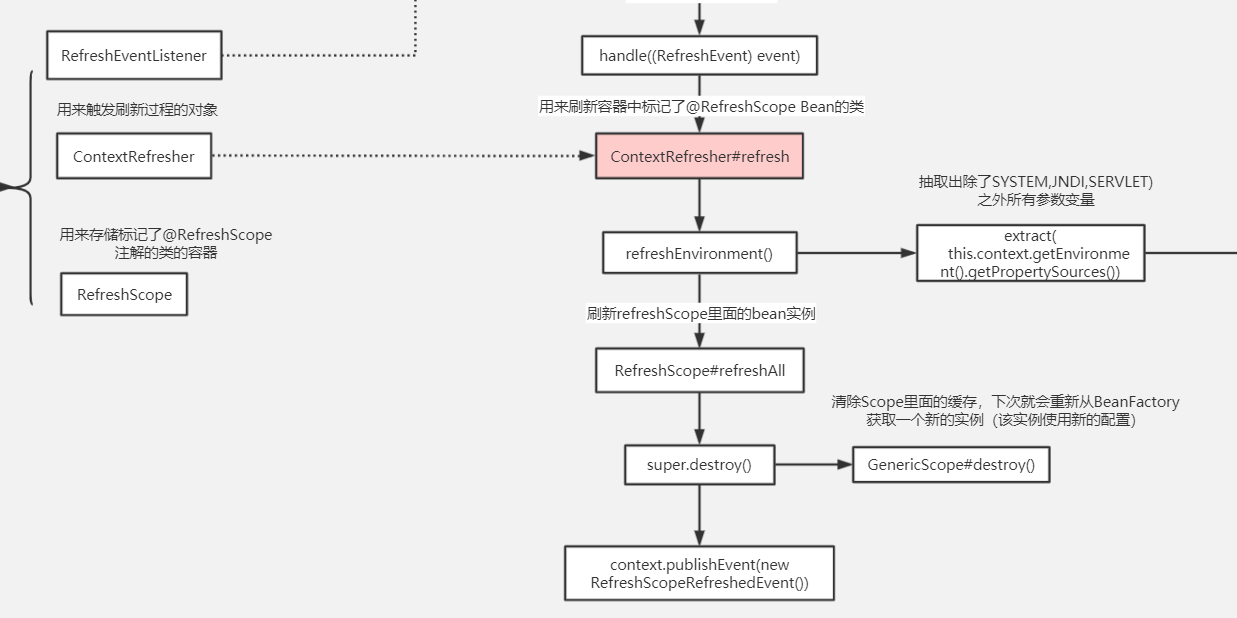 RefreshEventListener
用来触发刷新过程的对象
ContextRefresher
用来存储标记了@RefreshScope
注解的类的容器
RefreshScope
handle((RefreshEvent) event)
用来刷新容器中标记了@RefreshScope Bean的类
ContextRefresher#refresh
refreshEnvironment()
抽取出除了SYSTEM,JNDI,SERVLET)
之外所有参数变量
extract(
this.context.getEnvironme
nt().getPropertySources())
刷新refreshScope里面的bean实例
RefreshScope#refreshAll
清除Scope里面的缓存，下次就会重新从BeanFactory
获取一个新的实例（该实例使用新的配置）
super.destroy()
GenericScope#destroy()
context.publishEvent(new
RefreshScopeRefreshedEvent())